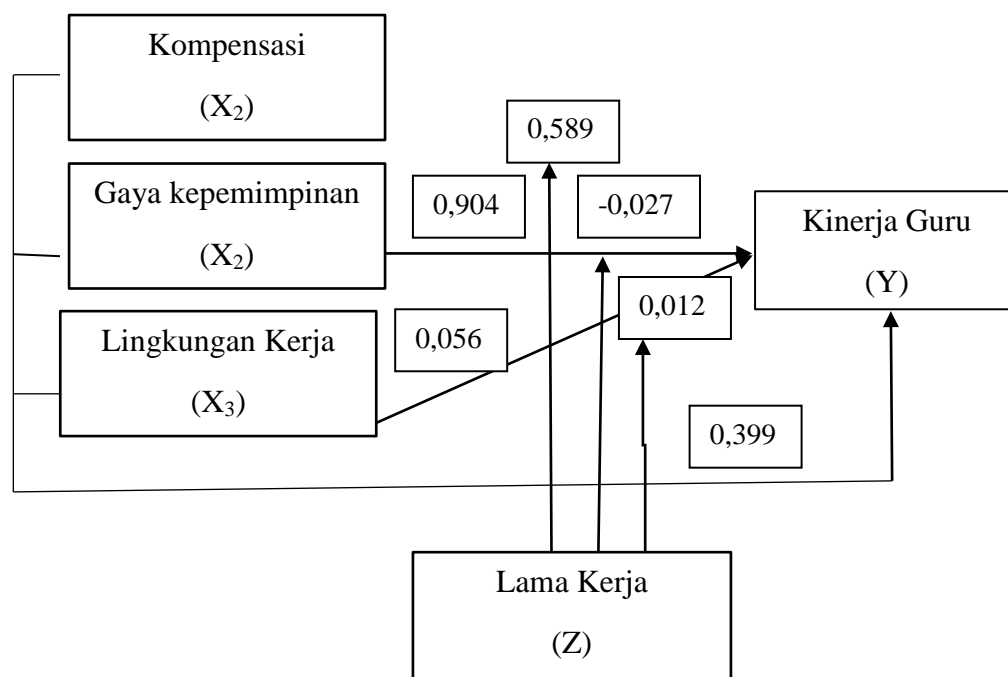 Kompensasi
(X₂)
0,589
Gaya kepemimpinan
(X₂)
0,904
-0,027
Kinerja Guru
(Y)
Lingkungan Kerja
(X₃)
0,056
0,012
0,399
Lama Kerja
(Z)